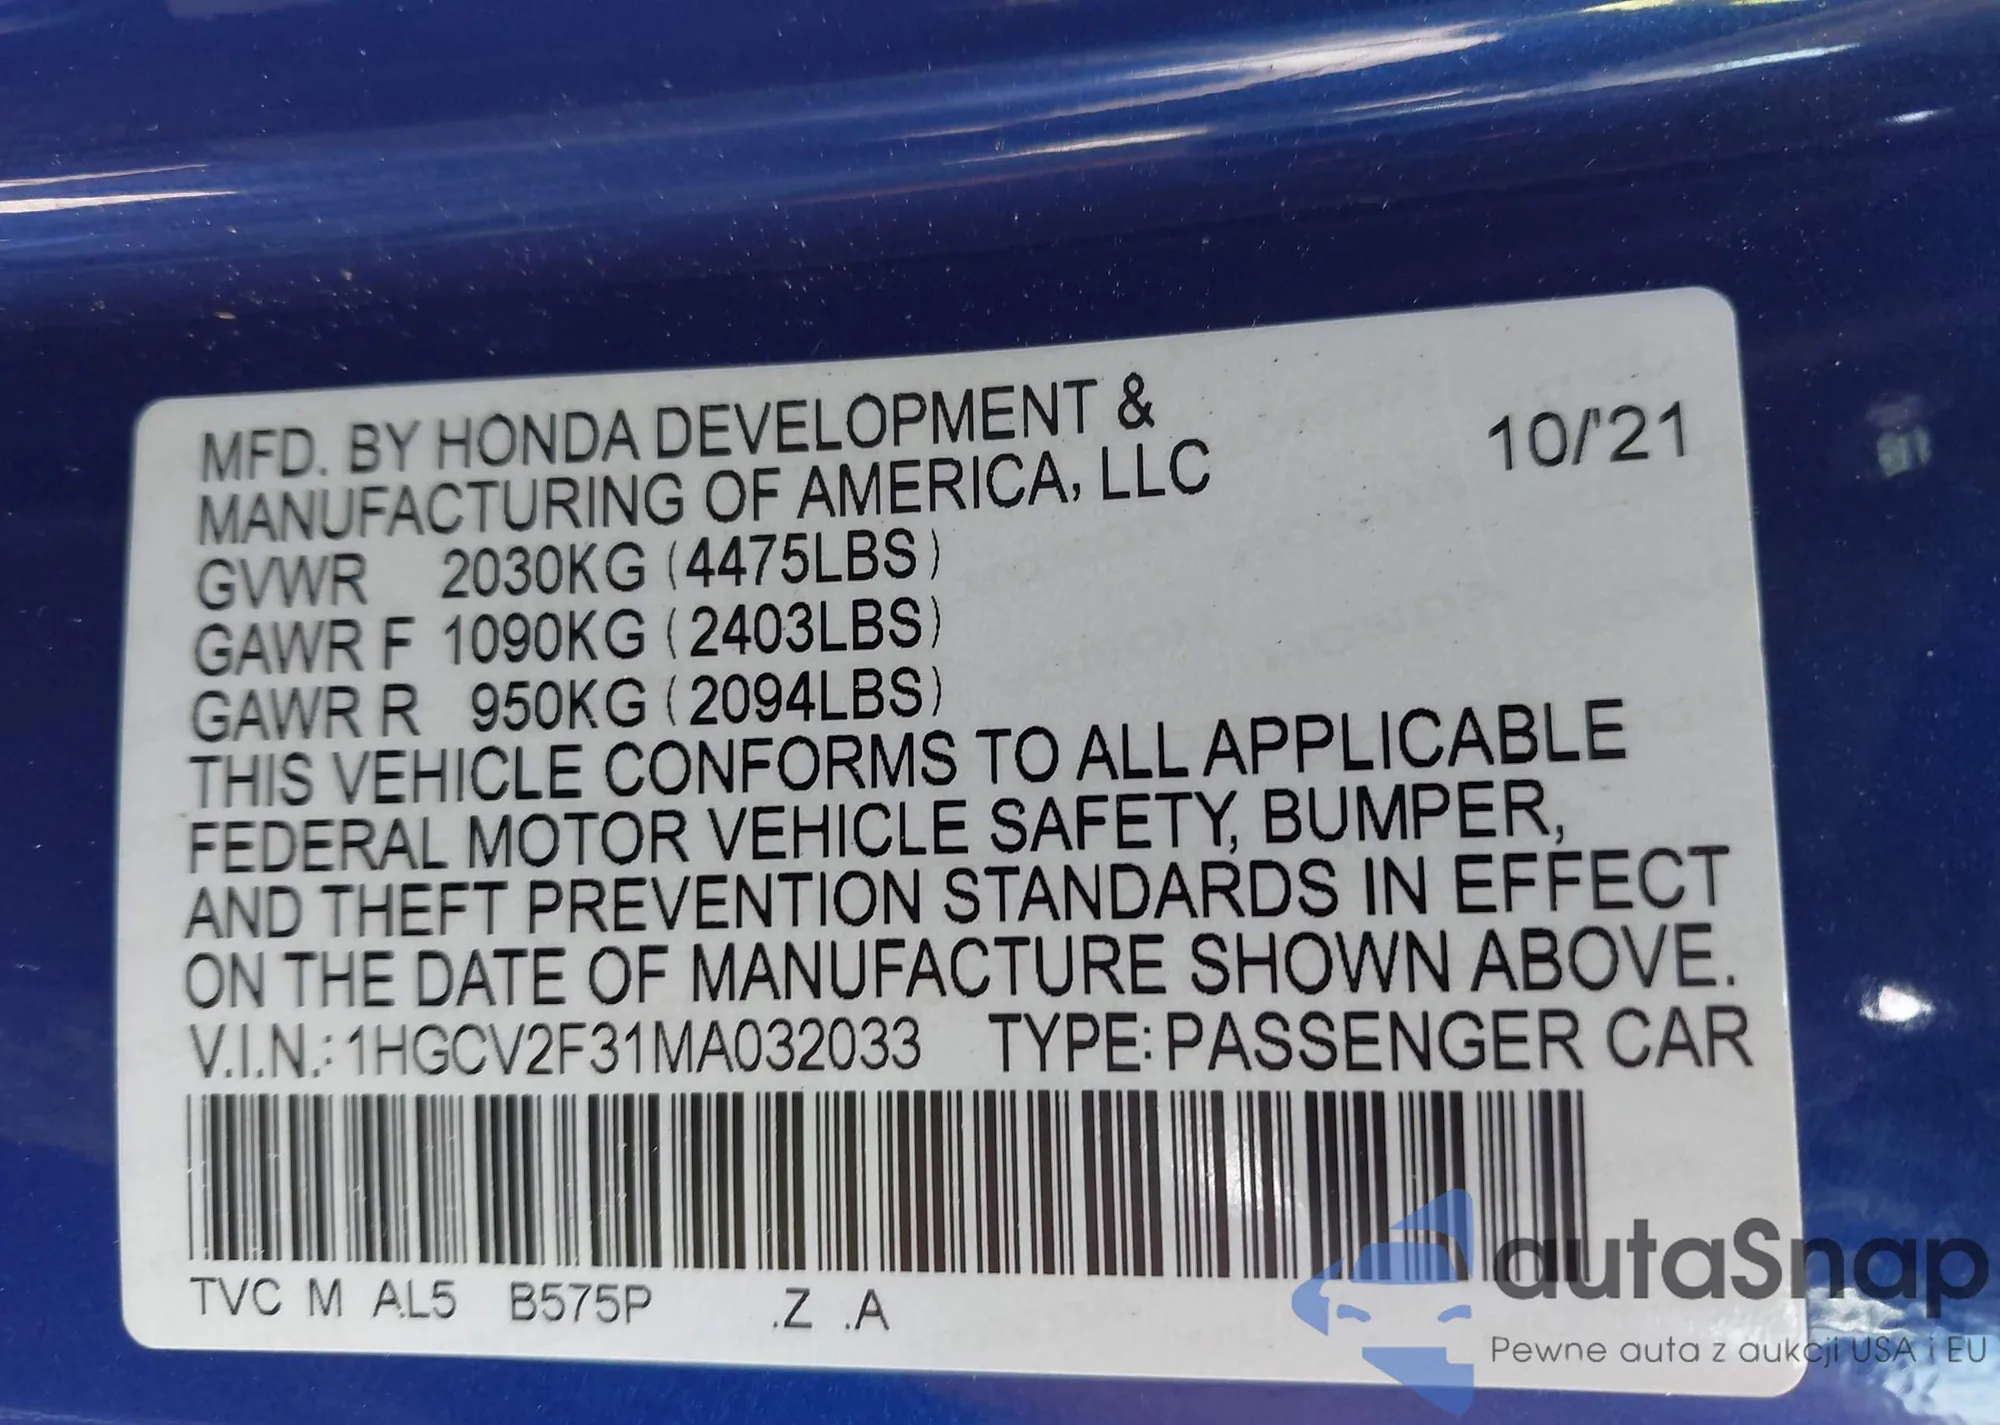 MFD. BY HONDA DEVELOPMENT &
MANUFACTURING OF AMERICA, LLC
10/'21
GVWR 2030KG (4475LBS)
GAWR F 1090KG (2403LBS)
GAWR R 950KG (2094LBS)
THIS VEHICLE CONFORMS TO ALL APPLICABLE
FEDERAL MOTOR VEHICLE SAFETY, BUMPER,
AND THEFT PREVENTION STANDARDS IN EFFECT
ON THE DATE OF MANUFACTURE SHOWN ABOVE.
V.I.N.: 1HGCV2F31MA032033 TYPE: PASSENGER CAR
TVC M AL5 B575P .Z .A
autaSnap
Pewne auta z aukcji USA i EU